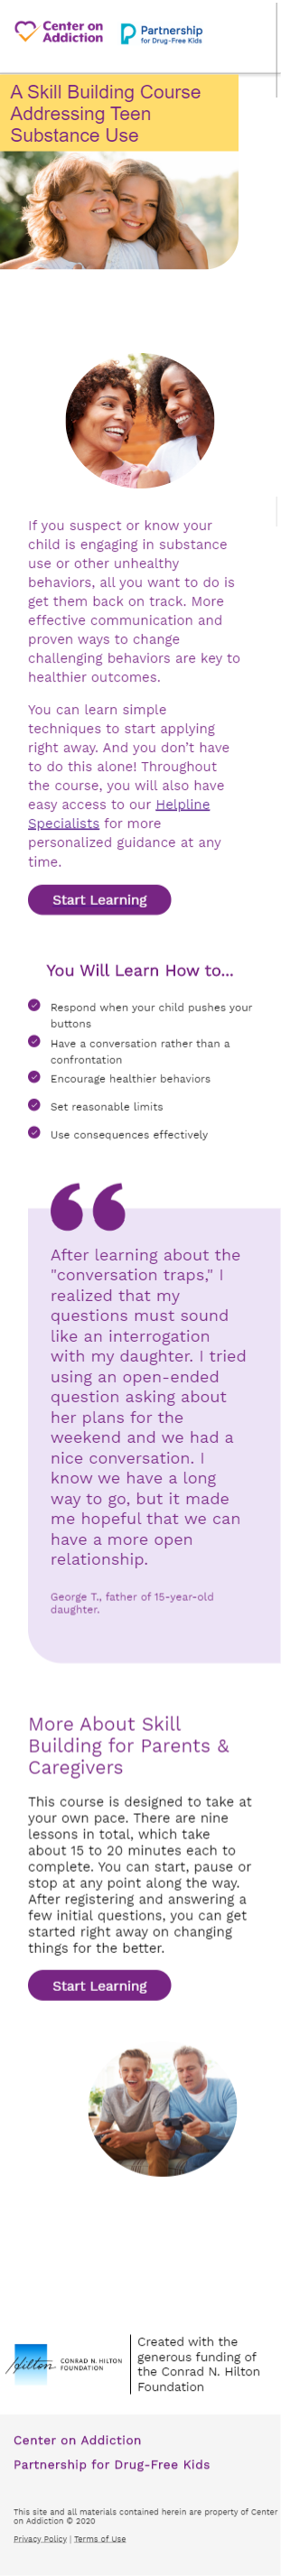 Center on
Addiction
Partnership
for Drug-Free Kids
A Skill Building Course
Addressing Teen
Substance Use
If you suspect or know your
child is engaging in substance
use or other unhealthy
behaviors, all you want to do is
get them back on track. More
effective communication and
proven ways to change
challenging behaviors are key to
healthier outcomes.
You can learn simple
techniques to start applying
right away. And you don’t have
to do this alone! Throughout
the course, you will also have
easy access to our Helpline
Specialists for more
personalized guidance at any
time.
Start Learning
You Will Learn How to...
Respond when your child pushes your
buttons
Have a conversation rather than a
confrontation
Encourage healthier behaviors
Set reasonable limits
Use consequences effectively
After learning about the
"conversation traps," I
realized that my
questions must sound
like an interrogation
with my daughter. I tried
using an open-ended
question asking about
her plans for the
weekend and we had a
nice conversation. I
know we have a long
way to go, but it made
me hopeful that we can
have a more open
relationship.
George T., father of 15-year-old
daughter.
More About Skill
Building for Parents &
Caregivers
This course is designed to take at
your own pace. There are nine
lessons in total, which take
about 15 to 20 minutes each to
complete. You can start, pause or
stop at any point along the way.
After registering and answering a
few initial questions, you can get
started right away on changing
things for the better.
Start Learning
Hilton
CONRAD N. HILTON
FOUNDATION
Created with the
generous funding of
the Conrad N. Hilton
Foundation
Center on Addiction
Partnership for Drug-Free Kids
This site and all materials contained herein are property of Center
on Addiction © 2020
Privacy Policy | Terms of Use